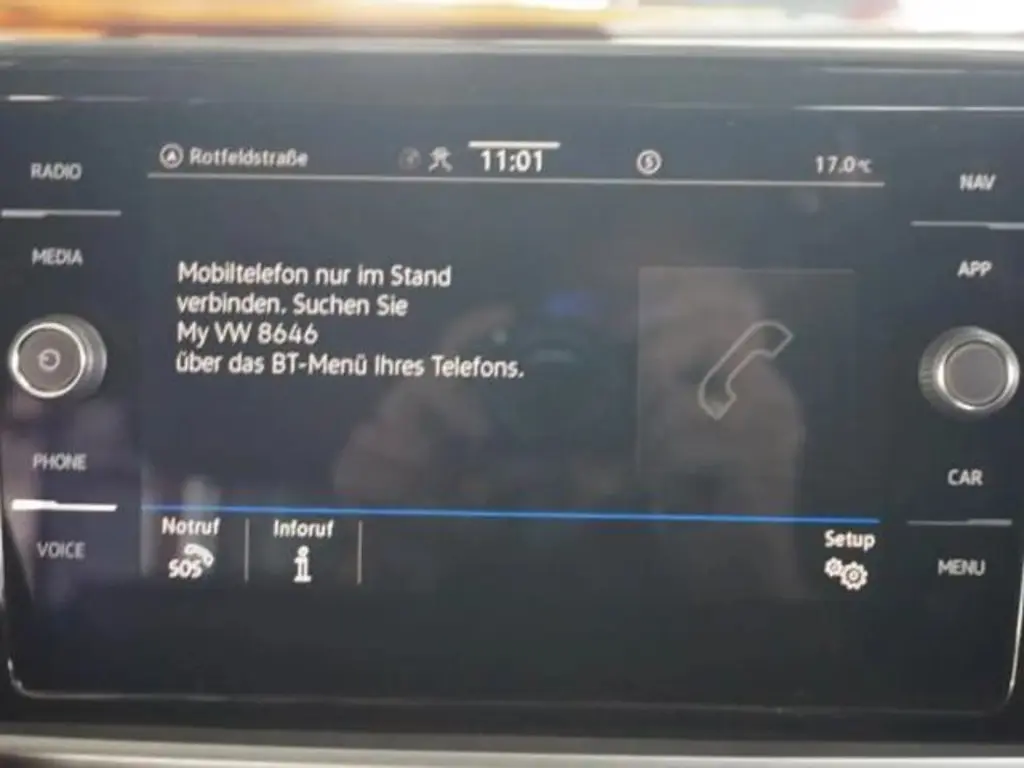 RADIO
MEDIA
PHONE
VOICE
Rotfeldstraße
11:01
17.0°C
Mobiltelefon nur im Stand
verbinden. Suchen Sie
My VW 8646
über das BT-Menü Ihres Telefons.
Notruf
SOS
Inforuf
i
Setup
NAV
APP
CAR
MENU